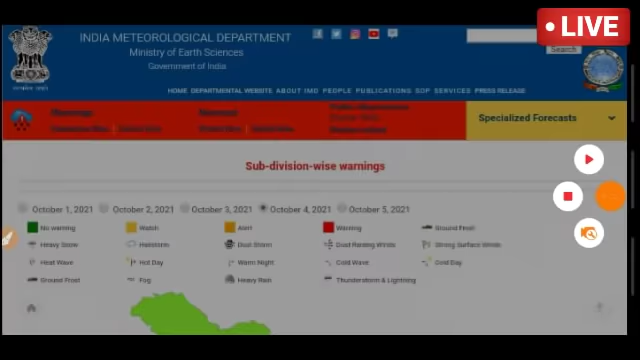 LIVE
INDIA METEOROLOGICAL DEPARTMENT
Ministry of Earth Sciences
Government of India
Search
HOME DEPARTMENTAL WEBSITE ABOUT IMD PEOPLE PUBLICATIONS SOP SERVICES PRESS RELEASE
Specialized Forecasts
Sub-division-wise warnings
October 1, 2021 October 2, 2021 October 3, 2021 October 4, 2021 October 5, 2021
No warning Watch Alert Warning Ground Frost
Heavy Snow Hailstorm Dust Storm Dust Raising Winds Strong Surface Winds
Heat Wave Hot Day Warm Night Cold Wave Cold Day
Ground Frost Fog Heavy Rain Thunderstorm & Lightning